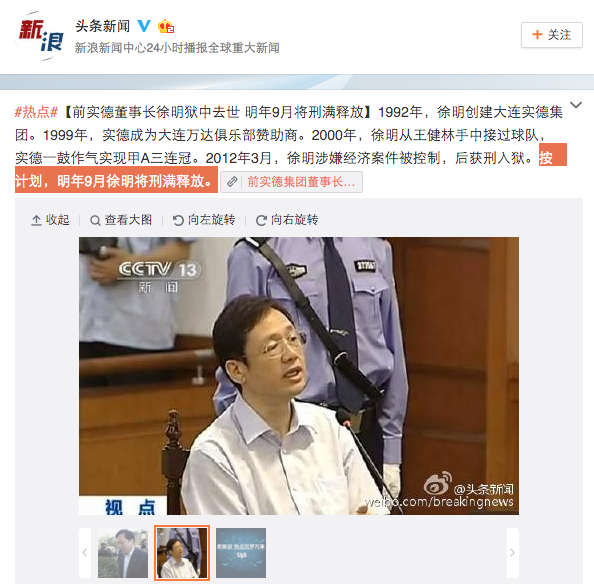 新
浪
头条新闻
新浪新闻中心24小时播报全球重大新闻
+ 关注
#热点#【前实德董事长徐明狱中去世 明年9月将刑满释放】1992年，徐明创建大连实德集
团。1999年，实德成为大连万达俱乐部赞助商。2000年，徐明从王健林手中接过球队，
实德一鼓作气实现甲A三连冠。2012年3月，徐明涉嫌经济案件被控制，后获刑入狱。按
计划，明年9月徐明将刑满释放。 前实德集团董事长...
收起 查看大图 向左旋转 向右旋转
CCTV 13
新 闻
视 点
@头条新闻
weibo.com/breakingnews